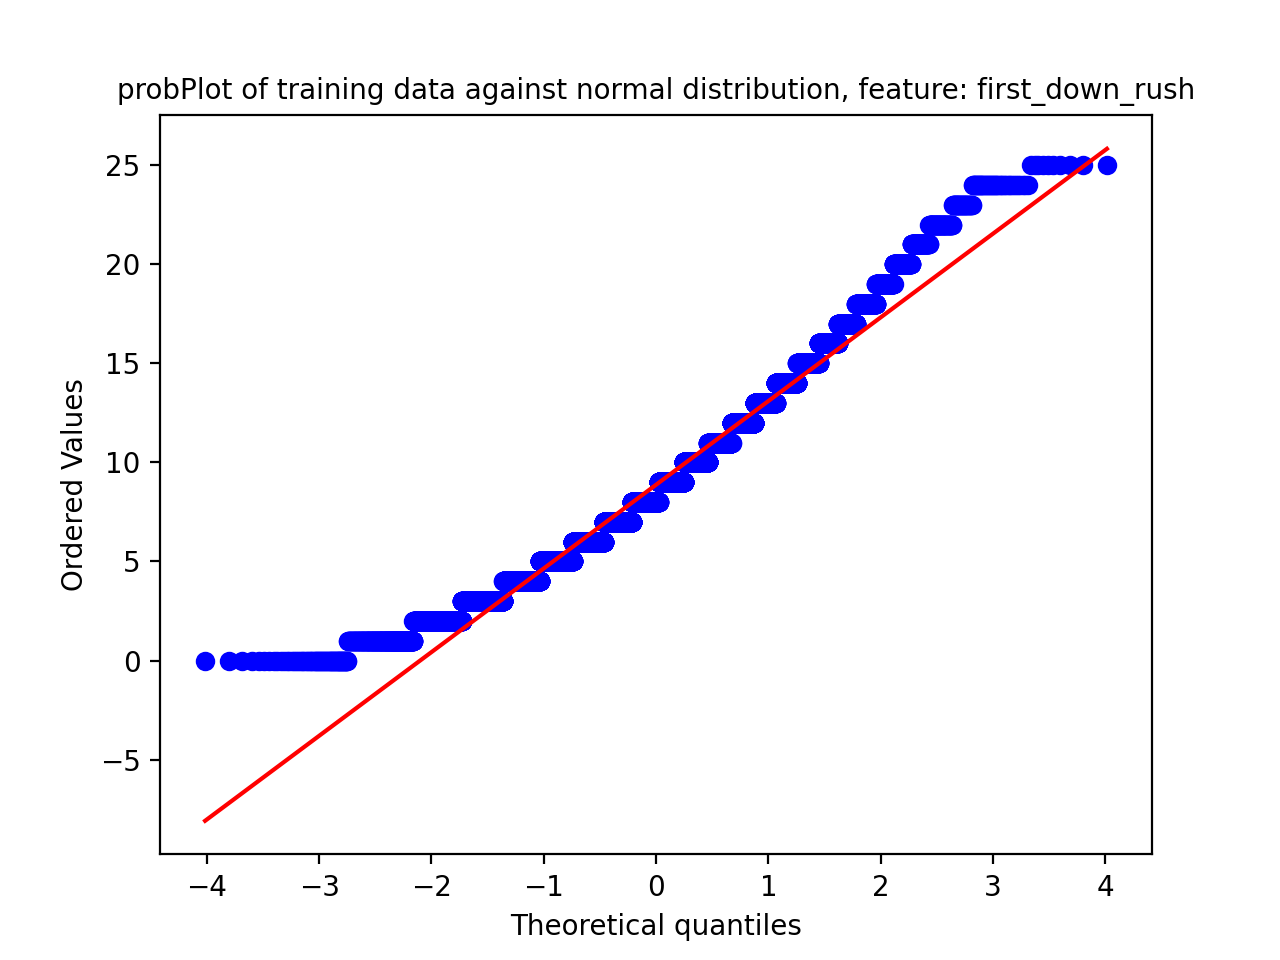 probPlot of training data against normal distribution, feature: first_down_rush
25
20
15
10
5
0
−5
Ordered Values
−4 −3 −2 −1 0 1 2 3 4
Theoretical quantiles